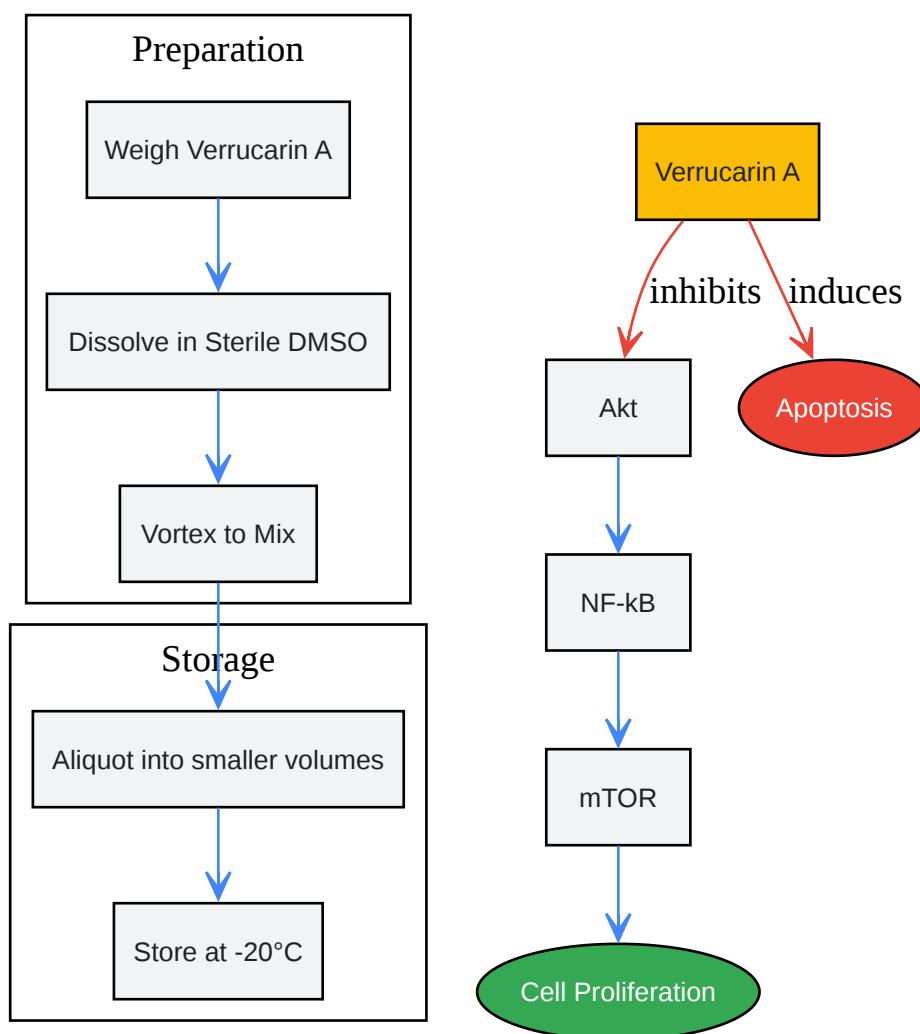 Preparation
Weigh Verrucarin A
Dissolve in Sterile DMSO
Vortex to Mix
Storage
Aliquot into smaller volumes
Store at -20°C
Verrucarin A
inhibits
induces
Akt
Apoptosis
NF-kB
mTOR
Cell Proliferation